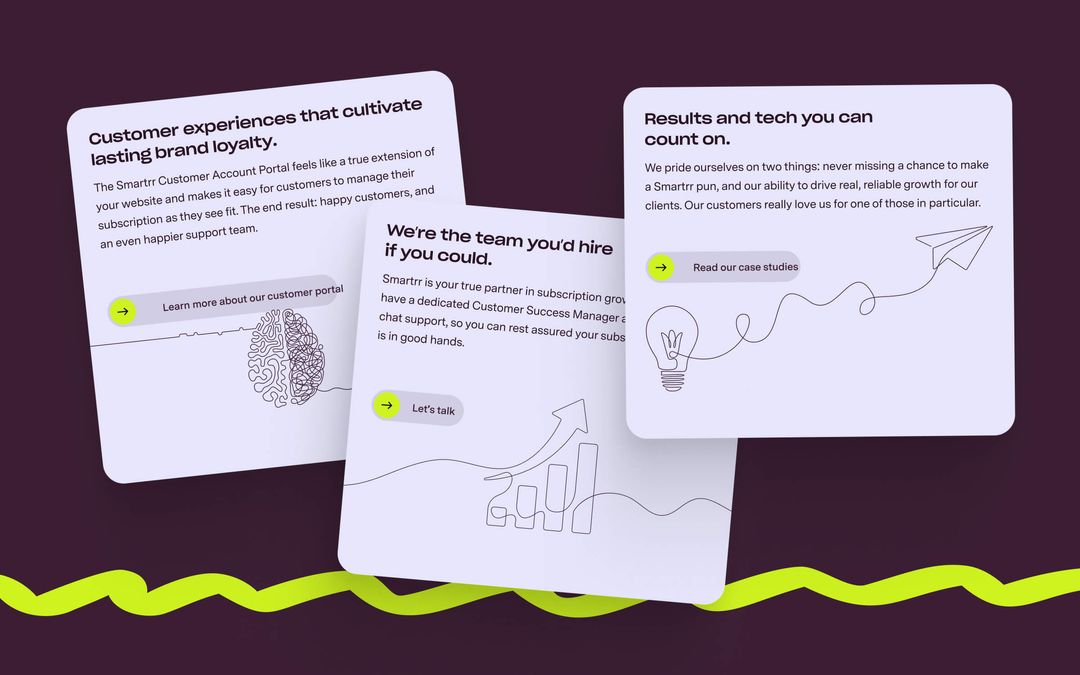 Customer experiences that cultivate
lasting brand loyalty.
The Smartrr Customer Account Portal feels like a true extension of
your website and makes it easy for customers to manage their
subscription as they see fit. The end result: happy customers, and
an even happier support team.
Learn more about our customer portal
We're the team you'd hire
if you could.
Smartrr is your true partner in subscription
have a dedicated Customer Success Manager
chat support, so you can rest assured your
is in good hands.
Let's talk
Results and tech you can
count on.
We pride ourselves on two things: never missing a chance to make
a Smartrr pun, and our ability to drive real, reliable growth for our
clients. Our customers really love us for one of those in particular.
Read our case studies